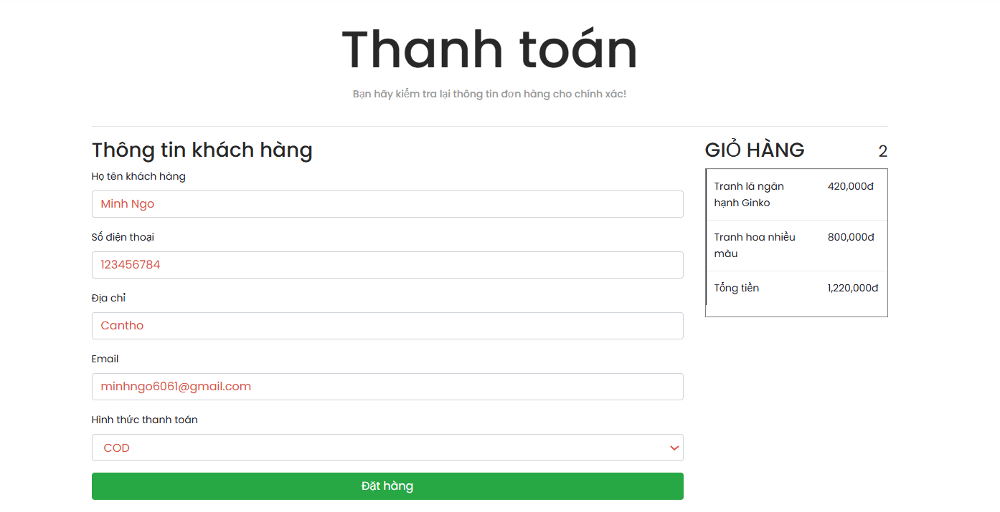 Thanh toán
Bạn hãy kiểm tra lại thông tin đơn hàng cho chính xác!
Thông tin khách hàng
Họ tên khách hàng
Minh Ngo
Số điện thoại
123456784
Địa chỉ
Cantho
Email
minhngo6061@gmail.com
Hình thức thanh toán
COD
Đặt hàng
GIỎ HÀNG 2
Tranh lá ngân 420,000đ
hạnh Ginko
Tranh hoa nhiều 800,000đ
màu
Tổng tiền 1,220,000đ